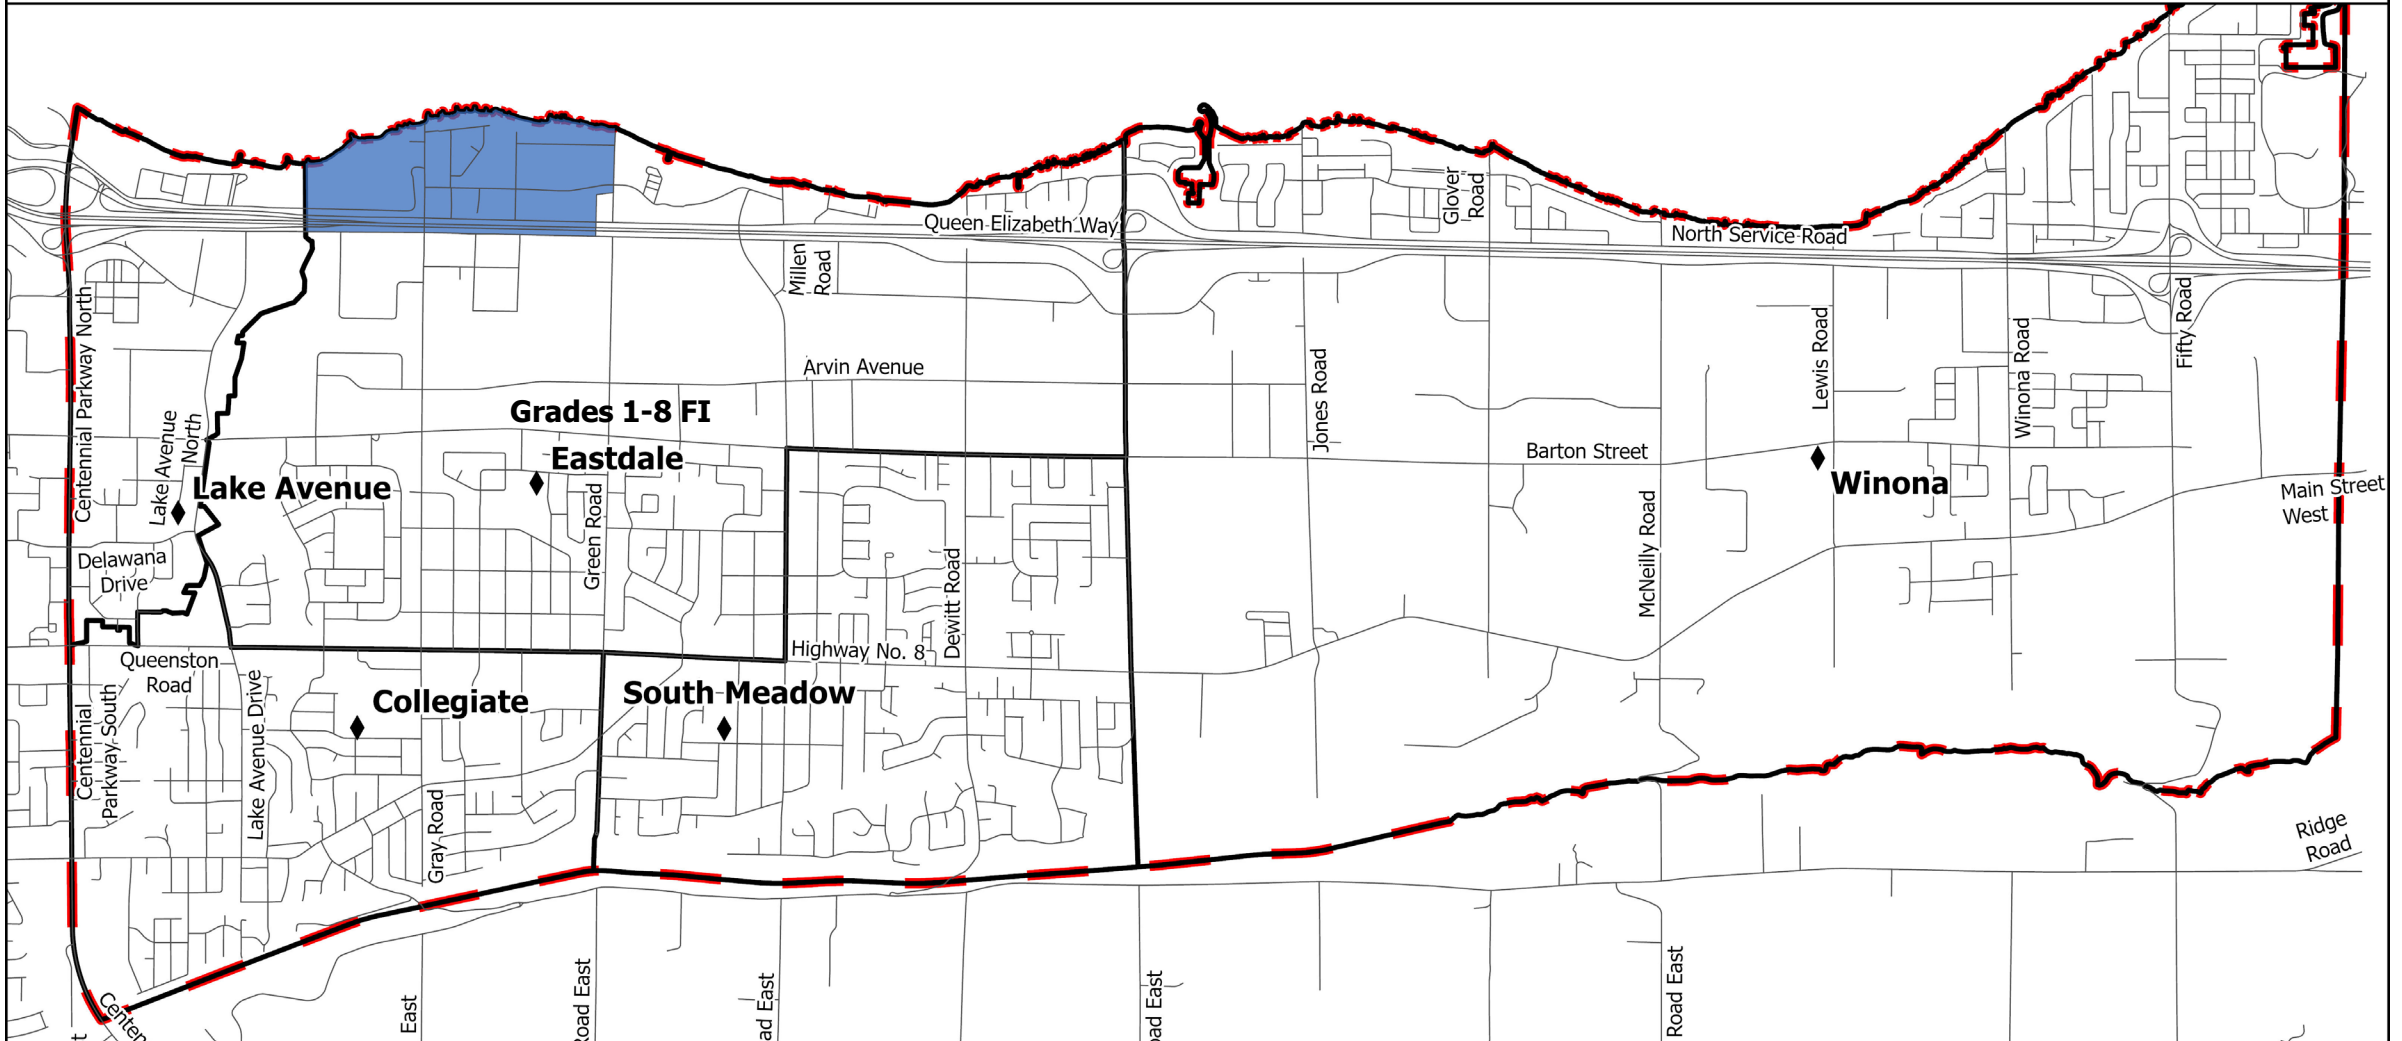 Glover
Road
Queen Elizabeth Way
North Service Road
Millen
Road
Centennial Parkway North
Fifty Road
Lewis Road
Winona Road
Jones Road
Arvin Avenue
Grades 1-8 FI
Eastdale
Lake Avenue
North
Lake Avenue
Barton Street
Winona
Main Street
West
Green Road
McNeilly Road
Delawana
Drive
Dewitt Road
Highway No. 8
Queenston
Road
Collegiate
South Meadow
Centennial
Parkway South
Lake Avenue Drive
Gray Road
Ridge
Road
Centen
East
Road East
ad East
oad East
Road East
t